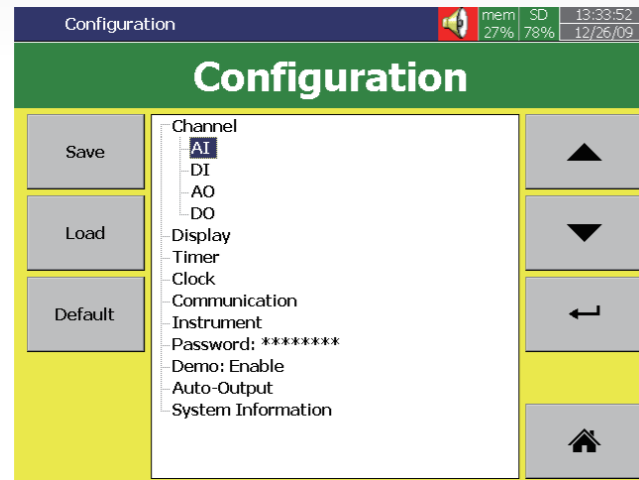 Configuration
mem SD 13:33:52
27% 78% 12/26/09
Configuration
Save
Load
Default
Channel
AI
DI
AO
DO
Display
Timer
Clock
Communication
Instrument
Password: ********
Demo: Enable
Auto-Output
System Information